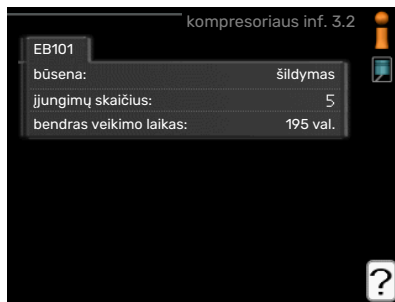 kompresoriaus inf. 3.2
EB101
būsena: šildymas
įjungimų skaičius: 5
bendras veikimo laikas: 195 val.
?